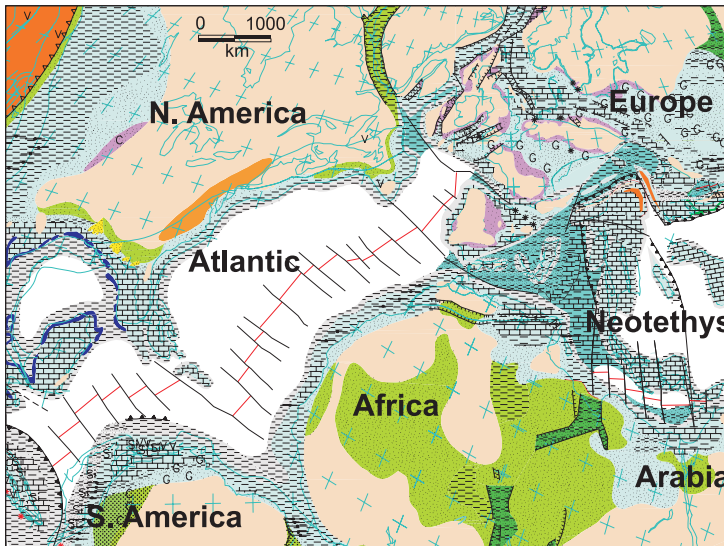 0 1000
km
N. America
Europe
Atlantic
Neotethys
Africa
Arabia
S. America